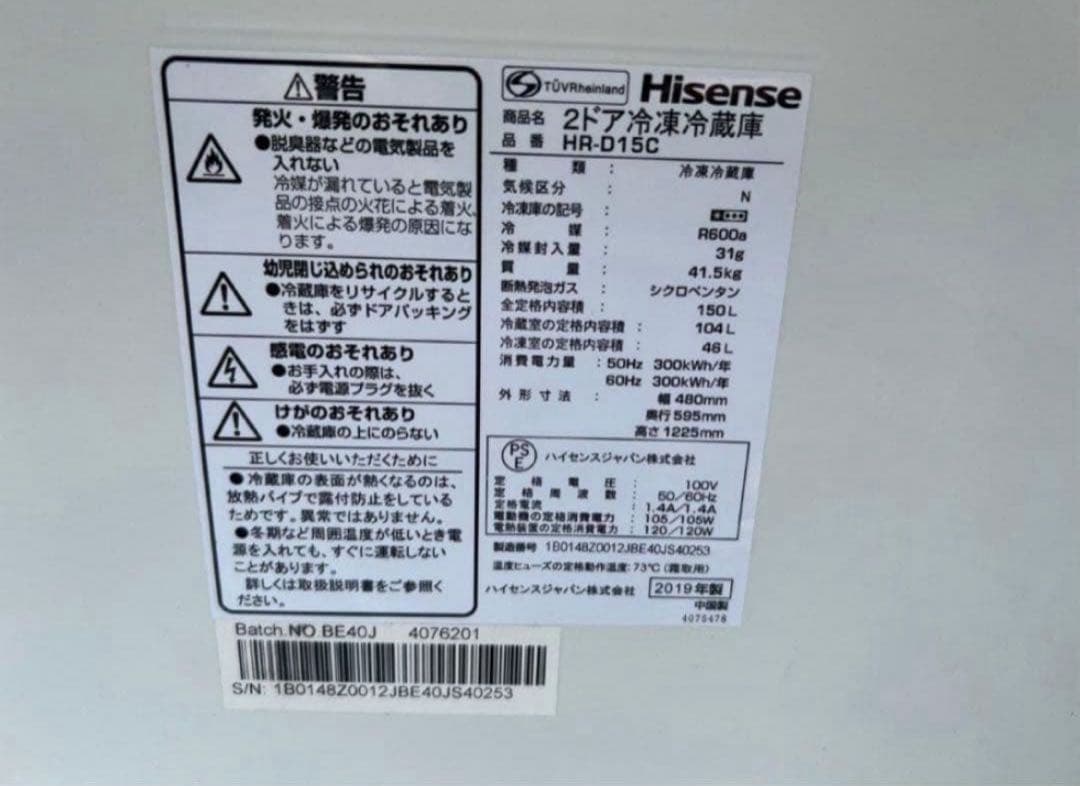 警告
発火・爆発のおそれあり
●脱臭器などの電気製品を
入れない
冷媒が漏れていると電気製
品の接点の火花による着火、
着火による爆発の原因にな
ります。
幼児閉じ込められのおそれあり
●冷蔵庫をリサイクルすると
きは、必ずドアパッキング
をはずす
感電のおそれあり
●お手入れの際は、
必ず電源プラグを抜く
けがのおそれあり
●冷蔵庫の上にのらない
正しくお使いいただくために
●冷蔵庫の表面が熱くなるのは、
放熱パイプで露付防止をしている
ためです。異常ではありません。
●冬期など周囲温度が低いとき電
源を入れても、すぐに運転しない
ことがあります。
詳しくは取扱説明書をご参照く
ださい。
TÜVRheinland Hisense
商品名 2ドア冷凍冷蔵庫
品番 HR-D15C
種類 : 冷凍冷蔵庫
気候区分 : N
冷凍庫の記号 :
冷媒 : R600a
冷媒封入量 : 31g
質量 : 41.5kg
断熱発泡ガス : シクロペンタン
全定格内容積 : 150L
冷蔵室の定格内容積 : 104L
冷凍室の定格内容積 : 46L
消費電力量 : 50Hz 300kWh/年
60Hz 300kWh/年
外形寸法 : 幅 480mm
奥行 595mm
高さ 1225mm
PSE ハイセンスジャパン株式会社
定格電圧 : 100V
定格周波数 : 50/60Hz
定格電流 : 1.4A/1.4A
電動機の定格消費電力 : 105/105W
電熱装置の定格消費電力 : 120/120W
製造番号 1B0148Z0012JBE40JS40253
温度ヒューズの定格動作温度:73℃(霜取用)
ハイセンスジャパン株式会社 2019年製
中国製
4075478
Batch NO BE40J 4076201
S/N: 1B0148Z0012JBE40JS40253